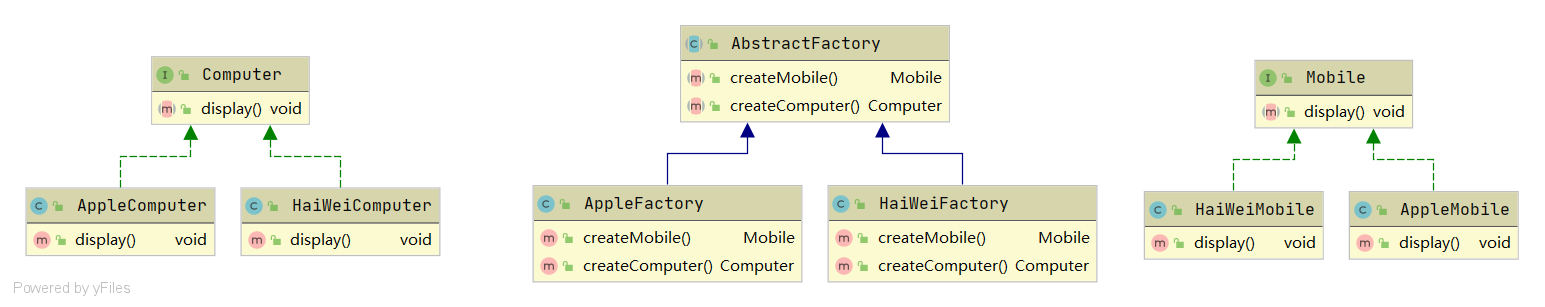 Computer
display() void
AppleComputer
display() void
HaiWeiComputer
display() void
AbstractFactory
createMobile() Mobile
createComputer() Computer
AppleFactory
createMobile() Mobile
createComputer() Computer
HaiWeiFactory
createMobile() Mobile
createComputer() Computer
Mobile
display() void
HaiWeiMobile
display() void
AppleMobile
display() void
Powered by yFiles